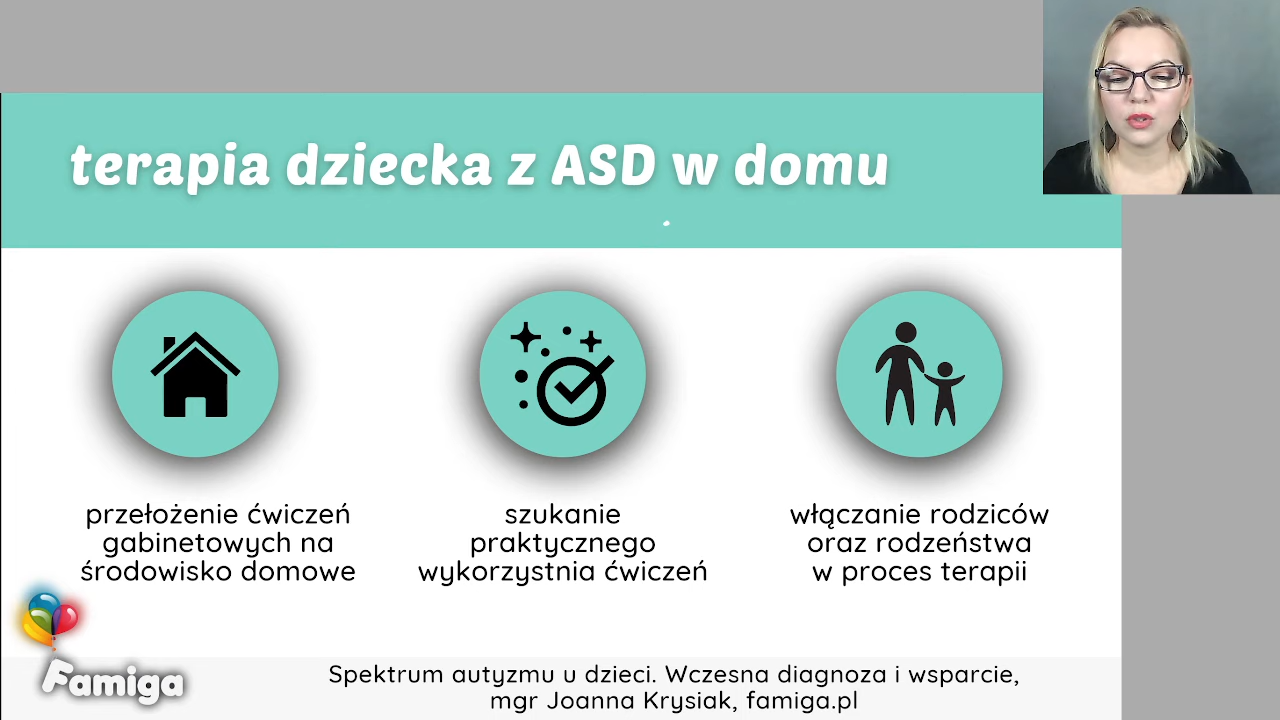 terapia dziecka z ASD w domu
przełożenie ćwiczeń
gabinetowych na
środowisko domowe
szukanie
praktycznego
wykorzystnia ćwiczeń
włączanie rodziców
oraz rodzeństwa
w proces terapii
Famiga
Spektrum autyzmu u dzieci. Wczesna diagnoza i wsparcie,
mgr Joanna Krysiak, famiga.pl